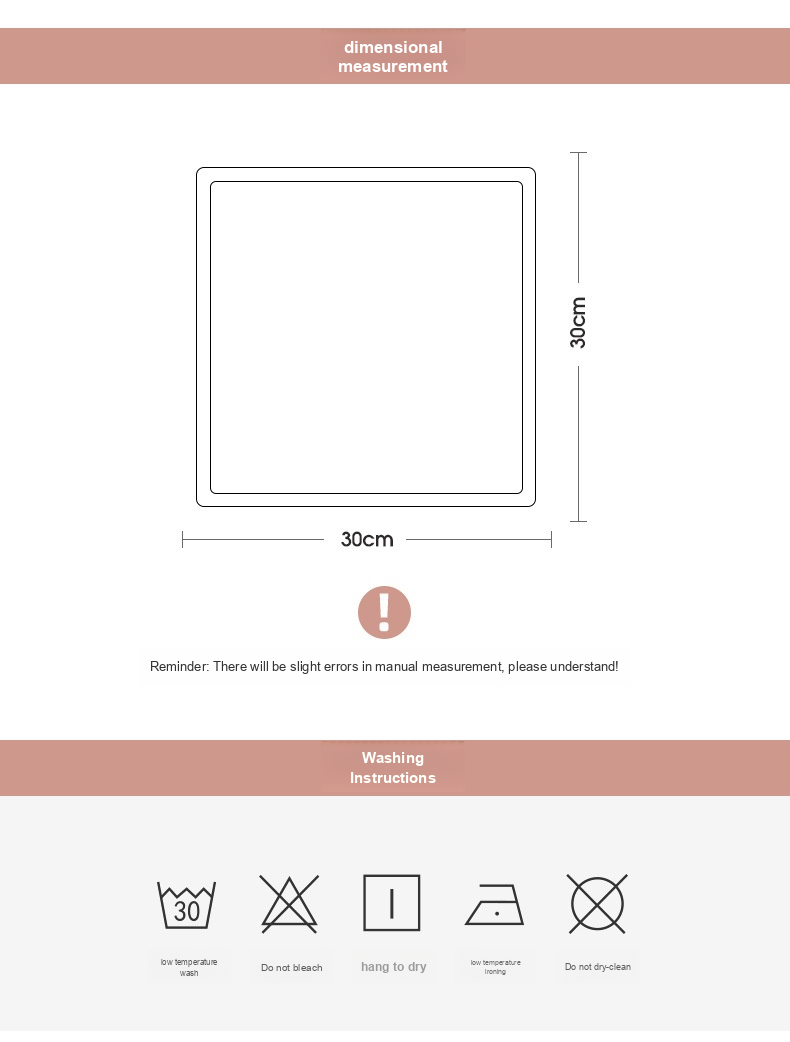 dimensional
measurement
30cm
30cm
!
Reminder: There will be slight errors in manual measurement, please understand!
Washing
Instructions
30
low temperature
wash
Do not bleach
hang to dry
low temperature
ironing
Do not dry-clean